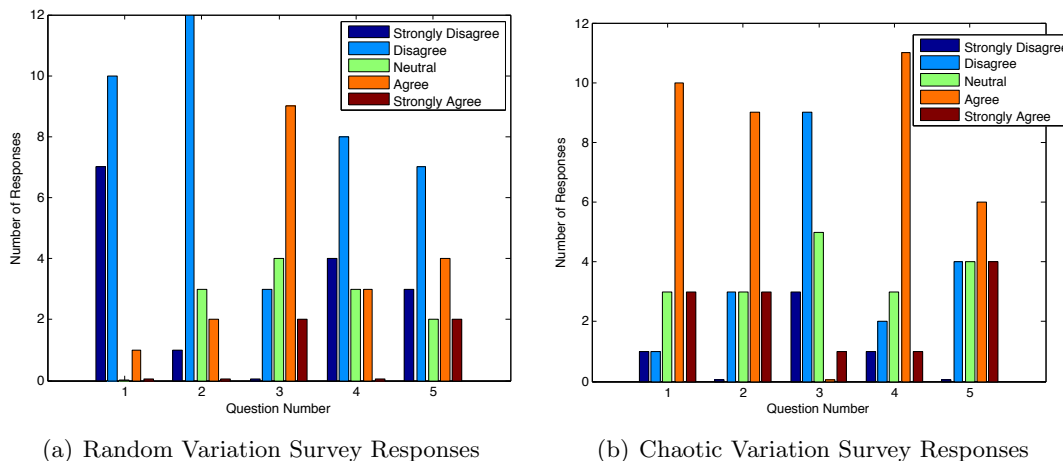 12
10
8
6
4
2
0
Number of Responses
Strongly Disagree
Disagree
Neutral
Agree
Strongly Agree
1 2 3 4 5
Question Number
(a) Random Variation Survey Responses
12
10
8
6
4
2
0
Number of Responses
Strongly Disagree
Disagree
Neutral
Agree
Strongly Agree
1 2 3 4 5
Question Number
(b) Chaotic Variation Survey Responses